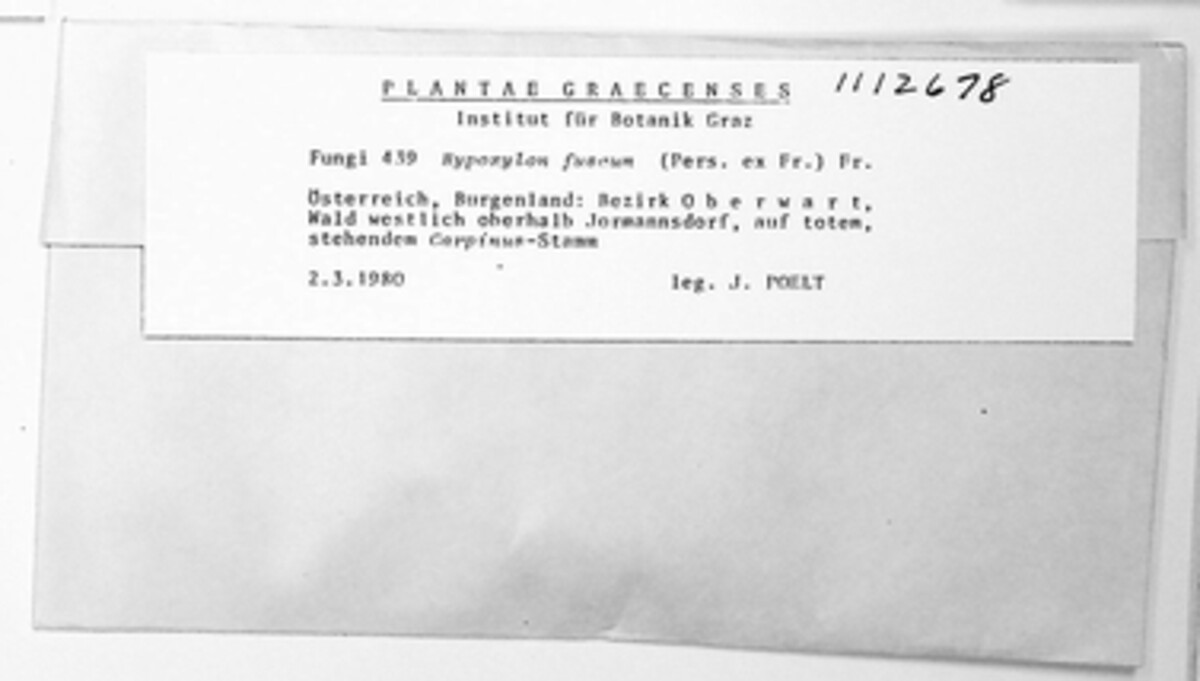 PLANTAE GRAECENSES 1112678
Institut für Botanik Graz
Fungi 439 Hypoxylon fuscum (Pers. ex Fr.) Fr.
Österreich, Burgenland: Bezirk O b e r w a r t,
Wald westlich oberhalb Jormannsdorf, auf totem,
stehendem Carpinus-Stamm
2.3.1980 leg. J. POELT